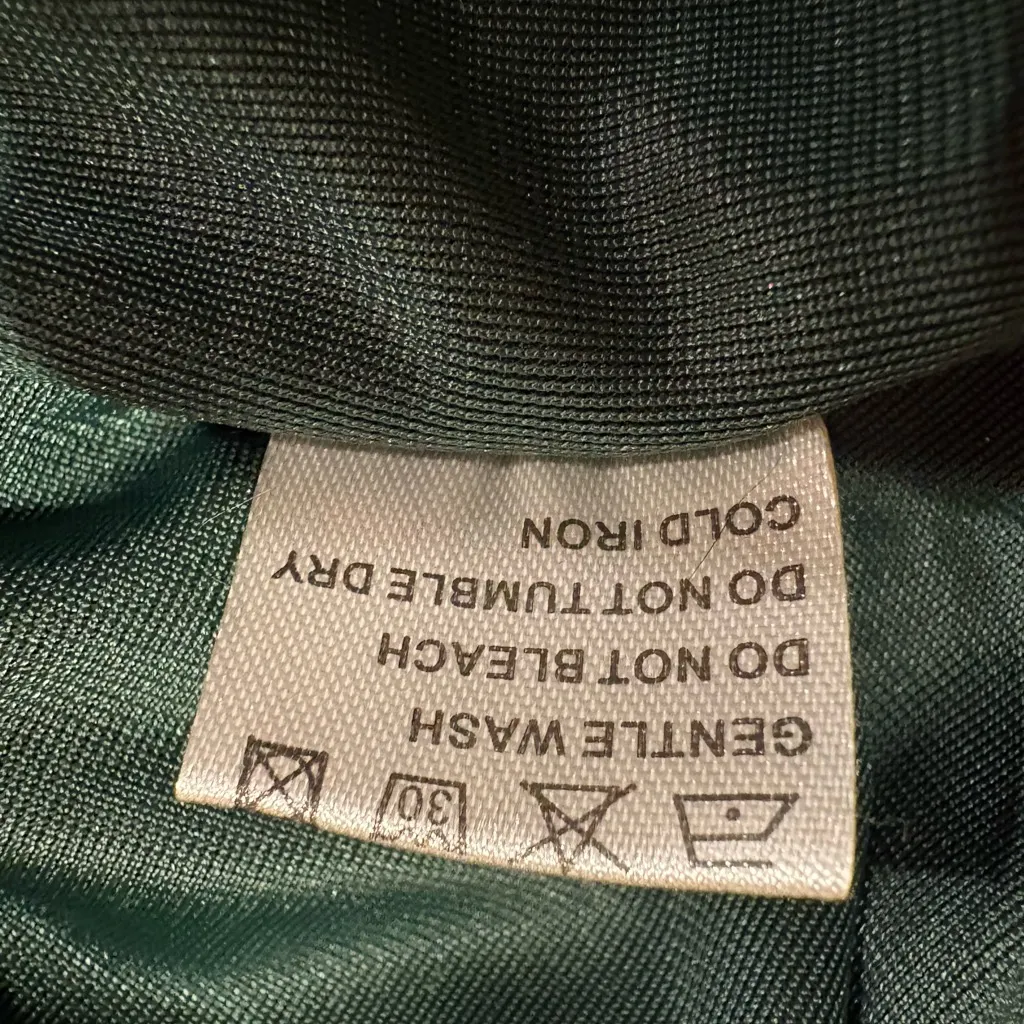 30
GENTLE WASH
DO NOT BLEACH
DO NOT TUMBLE DRY
COLD IRON